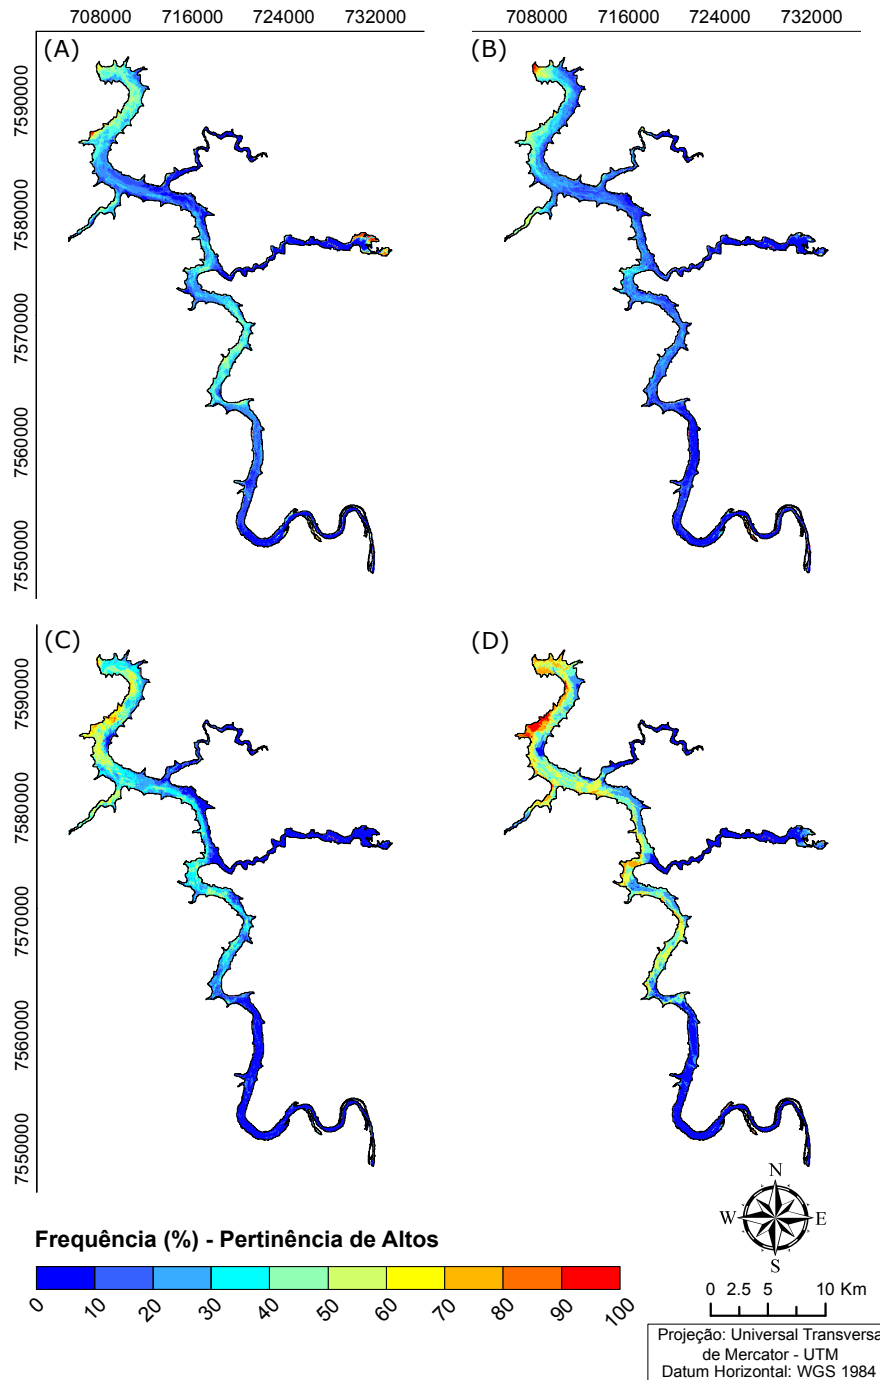 708000 716000 724000 732000
708000 716000 724000 732000
(A)
(B)
7590000
7580000
7570000
7560000
7550000
(C)
(D)
7590000
7580000
7570000
7560000
7550000
N
W E
S
Frequência (%) - Pertinência de Altos
0 10 20 30 40 50 60 70 80 90 100
0 2.5 5 10 Km
Projeção: Universal Transversa
de Mercator - UTM
Datum Horizontal: WGS 1984